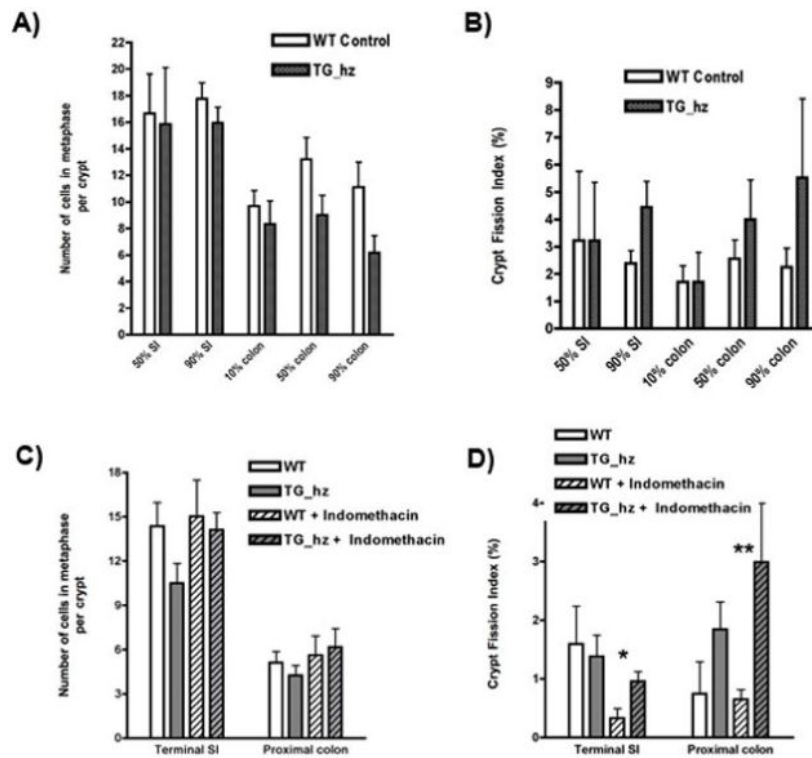 A)
WT Control
TG_hz
Number of cells in metaphase
per crypt
22
20
18
16
14
12
10
8
6
4
2
0
50% SI
90% SI
10% colon
50% colon
90% colon
B)
WT Control
TG_hz
Crypt Fission Index (%)
9
8
7
6
5
4
3
2
1
0
50% SI
90% SI
10% colon
50% colon
90% colon
C)
WT
TG_hz
WT + Indomethacin
TG_hz + Indomethacin
Number of cells in metaphase
per crypt
18
15
12
9
6
3
0
Terminal SI
Proximal colon
D)
WT
TG_hz
WT + Indomethacin
TG_hz + Indomethacin
Crypt Fission Index (%)
4
3
2
1
0
*
**
Terminal SI
Proximal colon